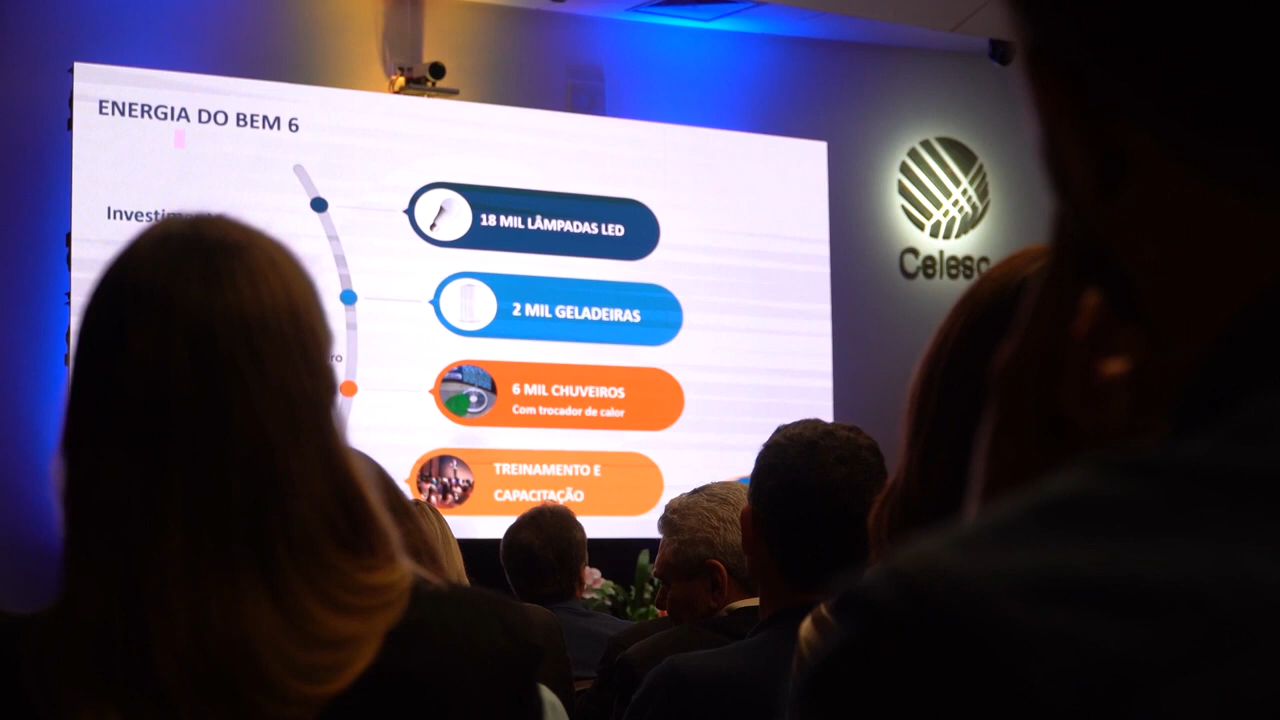 ENERGIA DO BEM 6
18 MIL LÂMPADAS LED
2 MIL GELADEIRAS
6 MIL CHUVEIROS
Com trocador de calor
TREINAMENTO E
CAPACITAÇÃO
Celesc